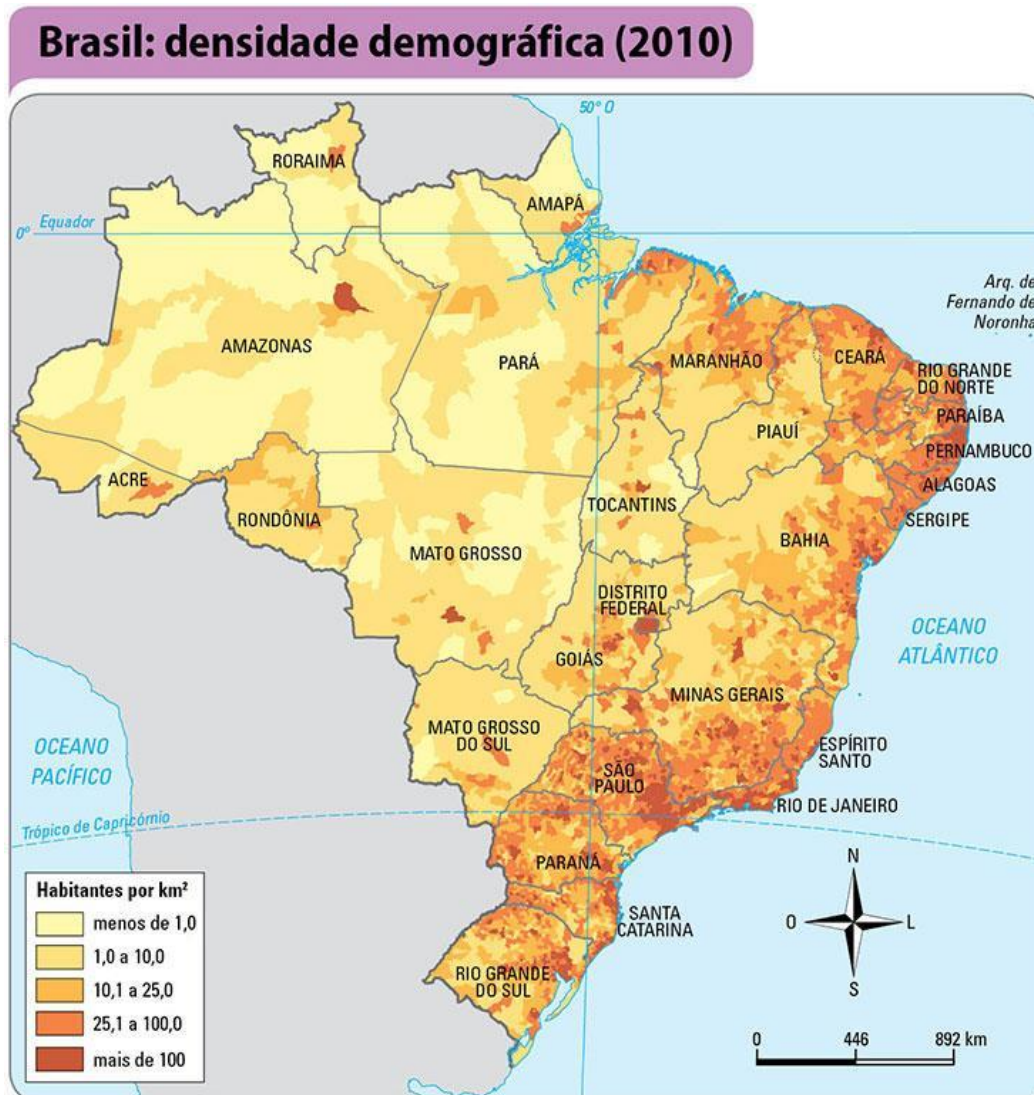 Brasil: densidade demográfica (2010)
50° O
RORAIMA
AMAPÁ
0°
Equador
Arq. de
Fernando de
Noronha
AMAZONAS
PARÁ
MARANHÃO
CEARÁ
RIO GRANDE
DO NORTE
PARAÍBA
PIAUÍ
PERNAMBUCO
ACRE
ALAGOAS
TOCANTINS
SERGIPE
RONDÔNIA
BAHIA
MATO GROSSO
DISTRITO
FEDERAL
OCEANO
ATLÂNTICO
GOIÁS
MINAS GERAIS
MATO GROSSO
DO SUL
OCEANO
PACÍFICO
ESPÍRITO
SANTO
SÃO
PAULO
RIO DE JANEIRO
Trópico de Capricórnio
PARANÁ
N
Habitantes por km²
menos de 1,0
1,0 a 10,0
10,1 a 25,0
25,1 a 100,0
mais de 100
SANTA
CATARINA
O
L
S
RIO GRANDE
DO SUL
0
446
892 km